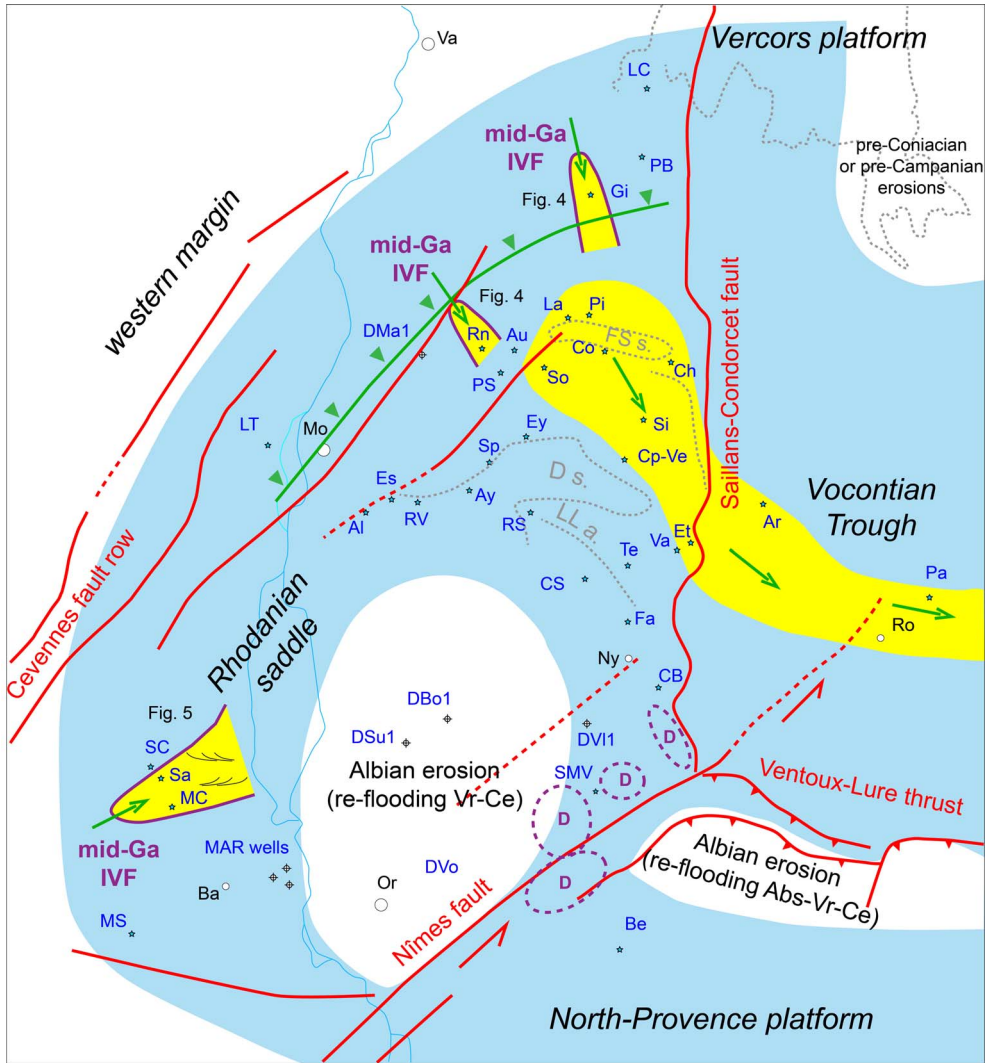 Va
Vercors platform
LC
mid-Ga
IVF
PB
pre-Coniacian
or pre-Campanian
erosions
Gi
Fig. 4
western margin
mid-Ga
IVF
Fig. 4
La
Pi
DMa1
Rn
Au
FS s.
Co
Ch
PS
So
Saillans-Condorcet fault
LT
Mo
Ey
Si
Sp
Cp-Ve
Vocontian
Trough
Es
D s.
Al
RV
Ay
RS
LL a.
Ar
Te
Va
Et
CS
Pa
Cevennes fault row
Rhodanian
saddle
Fa
Ro
Ny
CB
DBo1
Fig. 5
DSu1
DVl1
D
SC
Sa
MC
Albian erosion
(re-flooding Vr-Ce)
SMV
D
Ventoux-Lure thrust
D
mid-Ga
IVF
MAR wells
DVo
Albian erosion
(re-flooding Abs-Vr-Ce)
Ba
Or
D
MS
Nîmes fault
Be
North-Provence platform